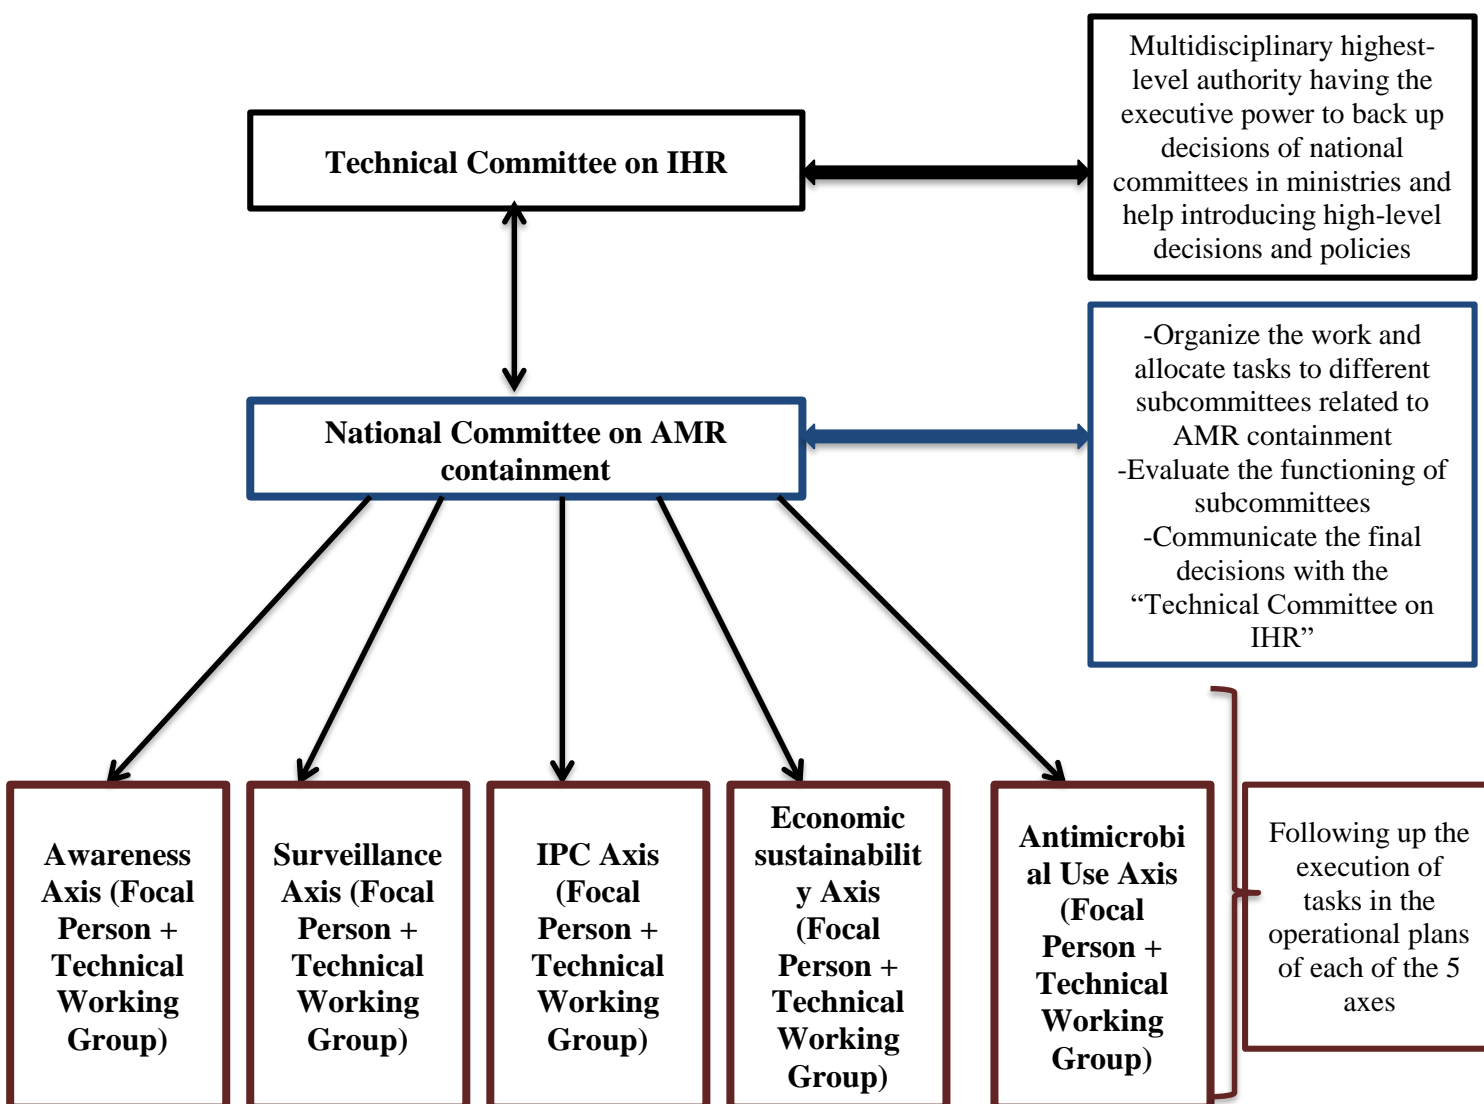 Multidisciplinary highest-
level authority having the
executive power to back up
decisions of national
committees in ministries and
help introducing high-level
decisions and policies
Technical Committee on IHR
-Organize the work and
allocate tasks to different
subcommittees related to
AMR containment
-Evaluate the functioning of
subcommittees
-Communicate the final
decisions with the
“Technical Committee on
IHR”
National Committee on AMR
containment
Awareness
Axis (Focal
Person +
Technical
Working
Group)
Surveillance
Axis (Focal
Person +
Technical
Working
Group)
IPC Axis
(Focal
Person +
Technical
Working
Group)
Economic
sustainabilit
y Axis
(Focal
Person +
Technical
Working
Group)
Antimicrobi
al Use Axis
(Focal
Person +
Technical
Working
Group)
Following up the
execution of
tasks in the
operational plans
of each of the 5
axes